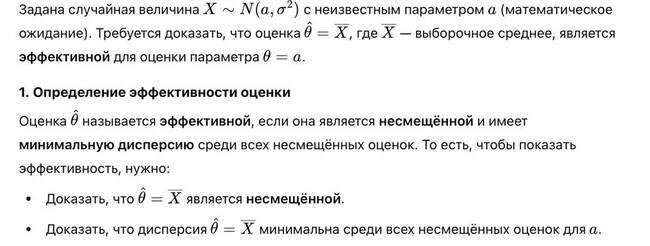 Задана случайная величина X ∼ N(a, σ²) с неизвестным параметром a (математическое
ожидание). Требуется доказать, что оценка θ̂ = X̅, где X̅ — выборочное среднее, является
эффективной для оценки параметра θ = a.
1. Определение эффективности оценки
Оценка θ̂ называется эффективной, если она является несмещённой и имеет
минимальную дисперсию среди всех несмещённых оценок. То есть, чтобы показать
эффективность, нужно:
• Доказать, что θ̂ = X̅ является несмещённой.
• Доказать, что дисперсия θ̂ = X̅ минимальна среди всех несмещённых оценок для a.